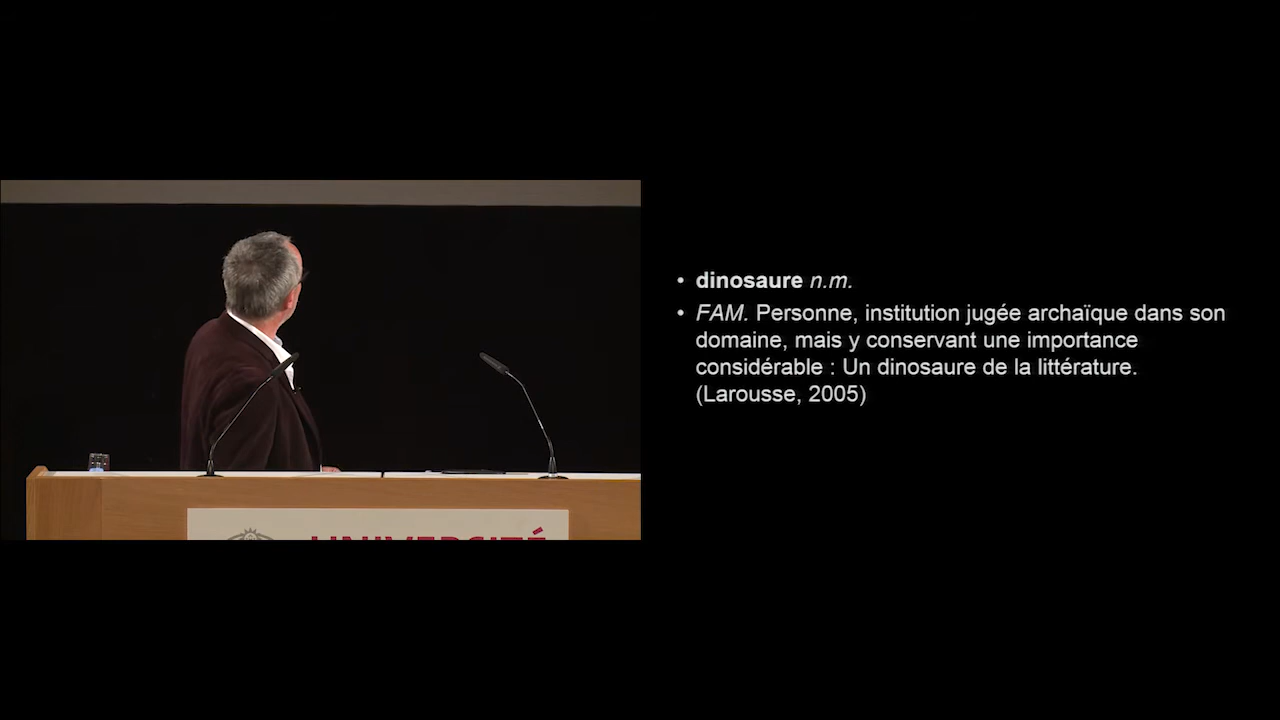 • dinosaure n.m.
• FAM. Personne, institution jugée archaïque dans son
domaine, mais y conservant une importance
considérable : Un dinosaure de la littérature.
(Larousse, 2005)
UNIVERSITÉ